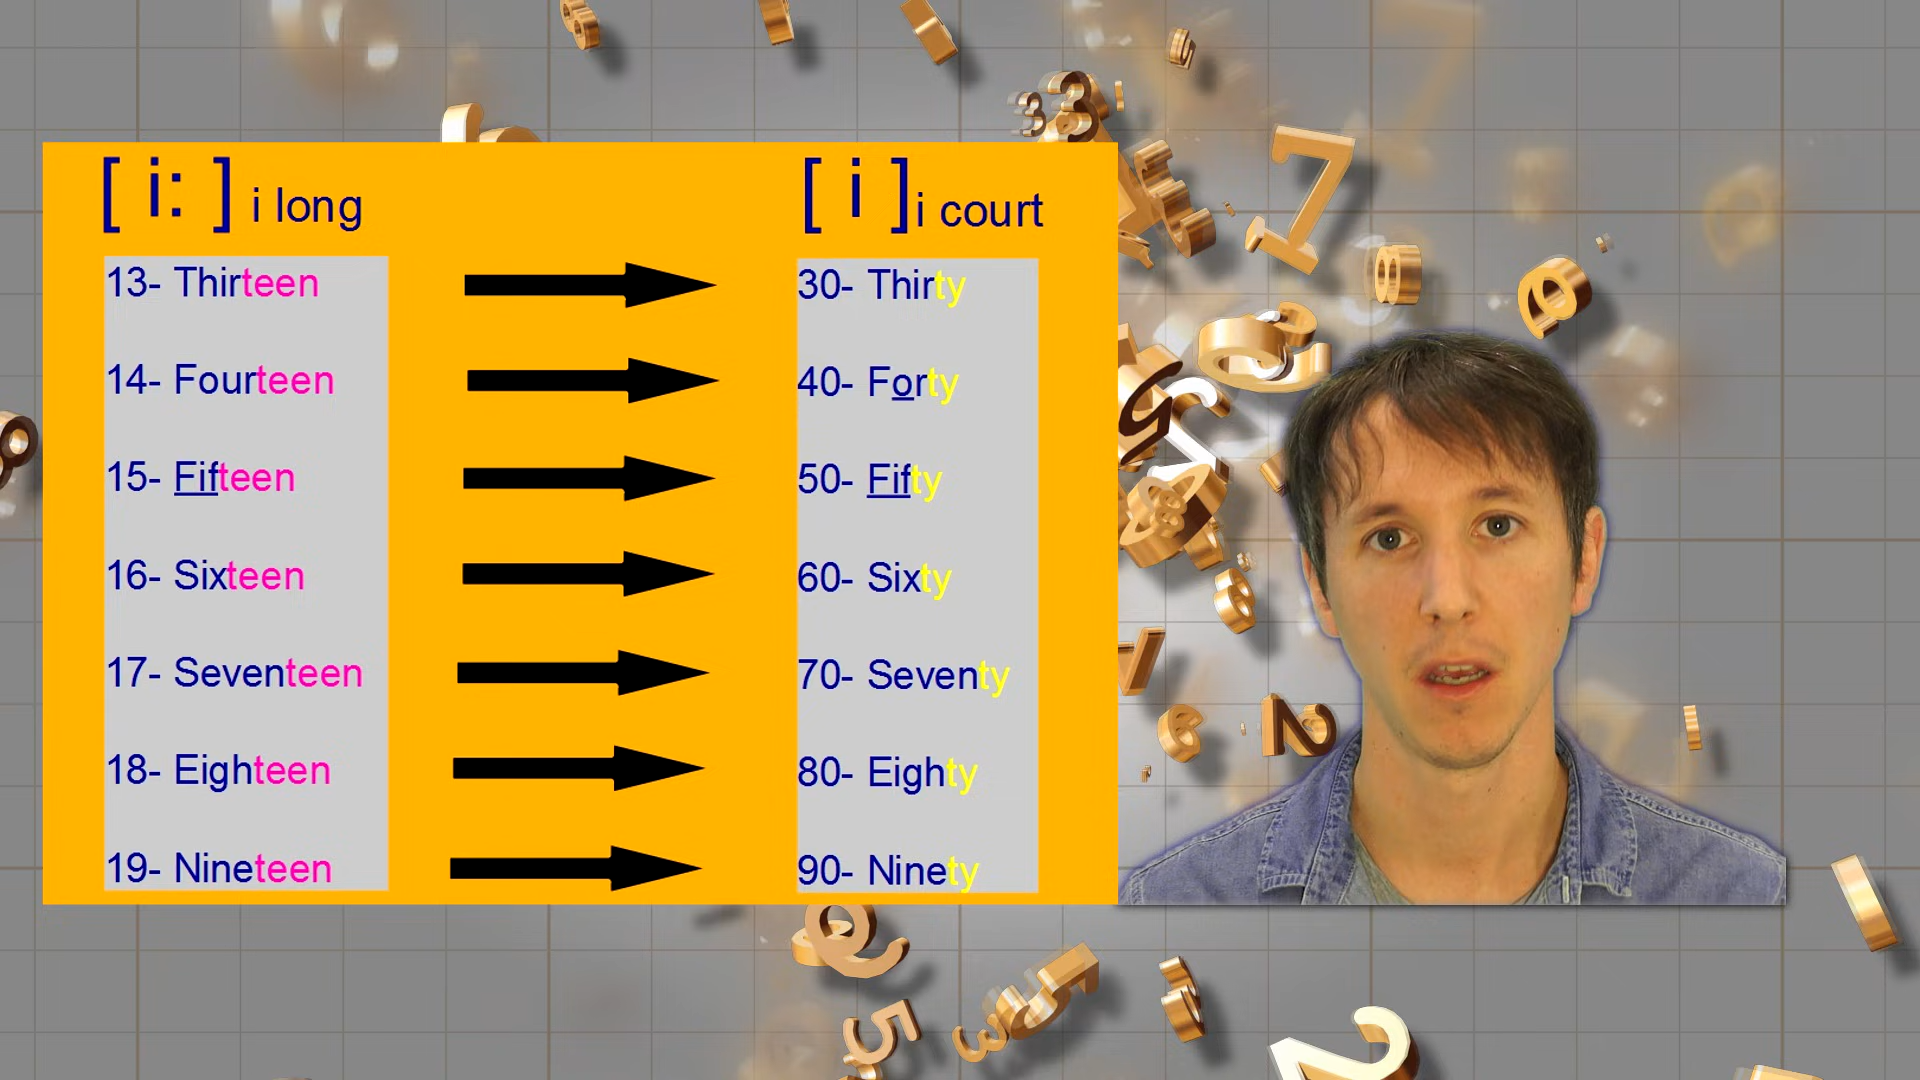 [ i: ] i long
[ i ] i court
13- Thirteen
30- Thirty
14- Fourteen
40- Forty
15- Fifteen
50- Fifty
16- Sixteen
60- Sixty
17- Seventeen
70- Seventy
18- Eighteen
80- Eighty
19- Nineteen
90- Ninety